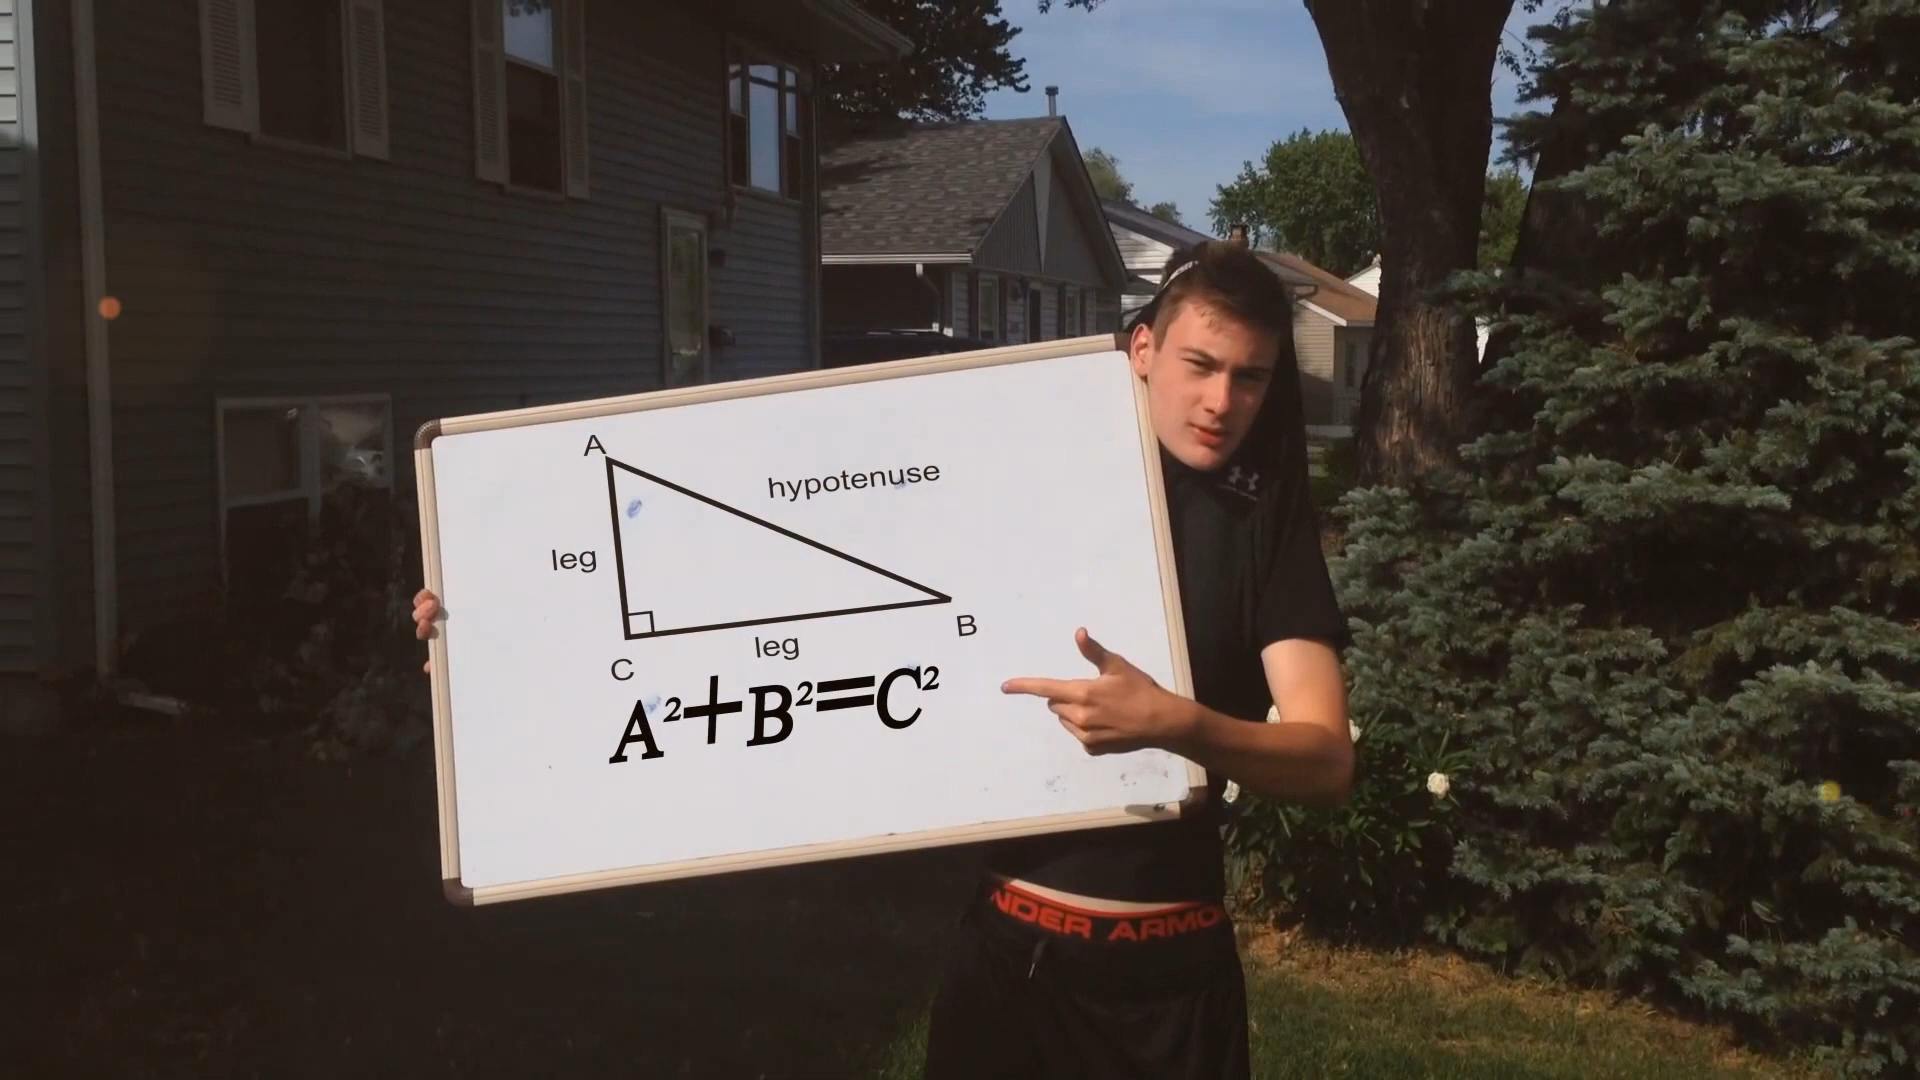 A
hypotenuse
leg
B
leg
C
A²+B²=C²
NDER ARMO